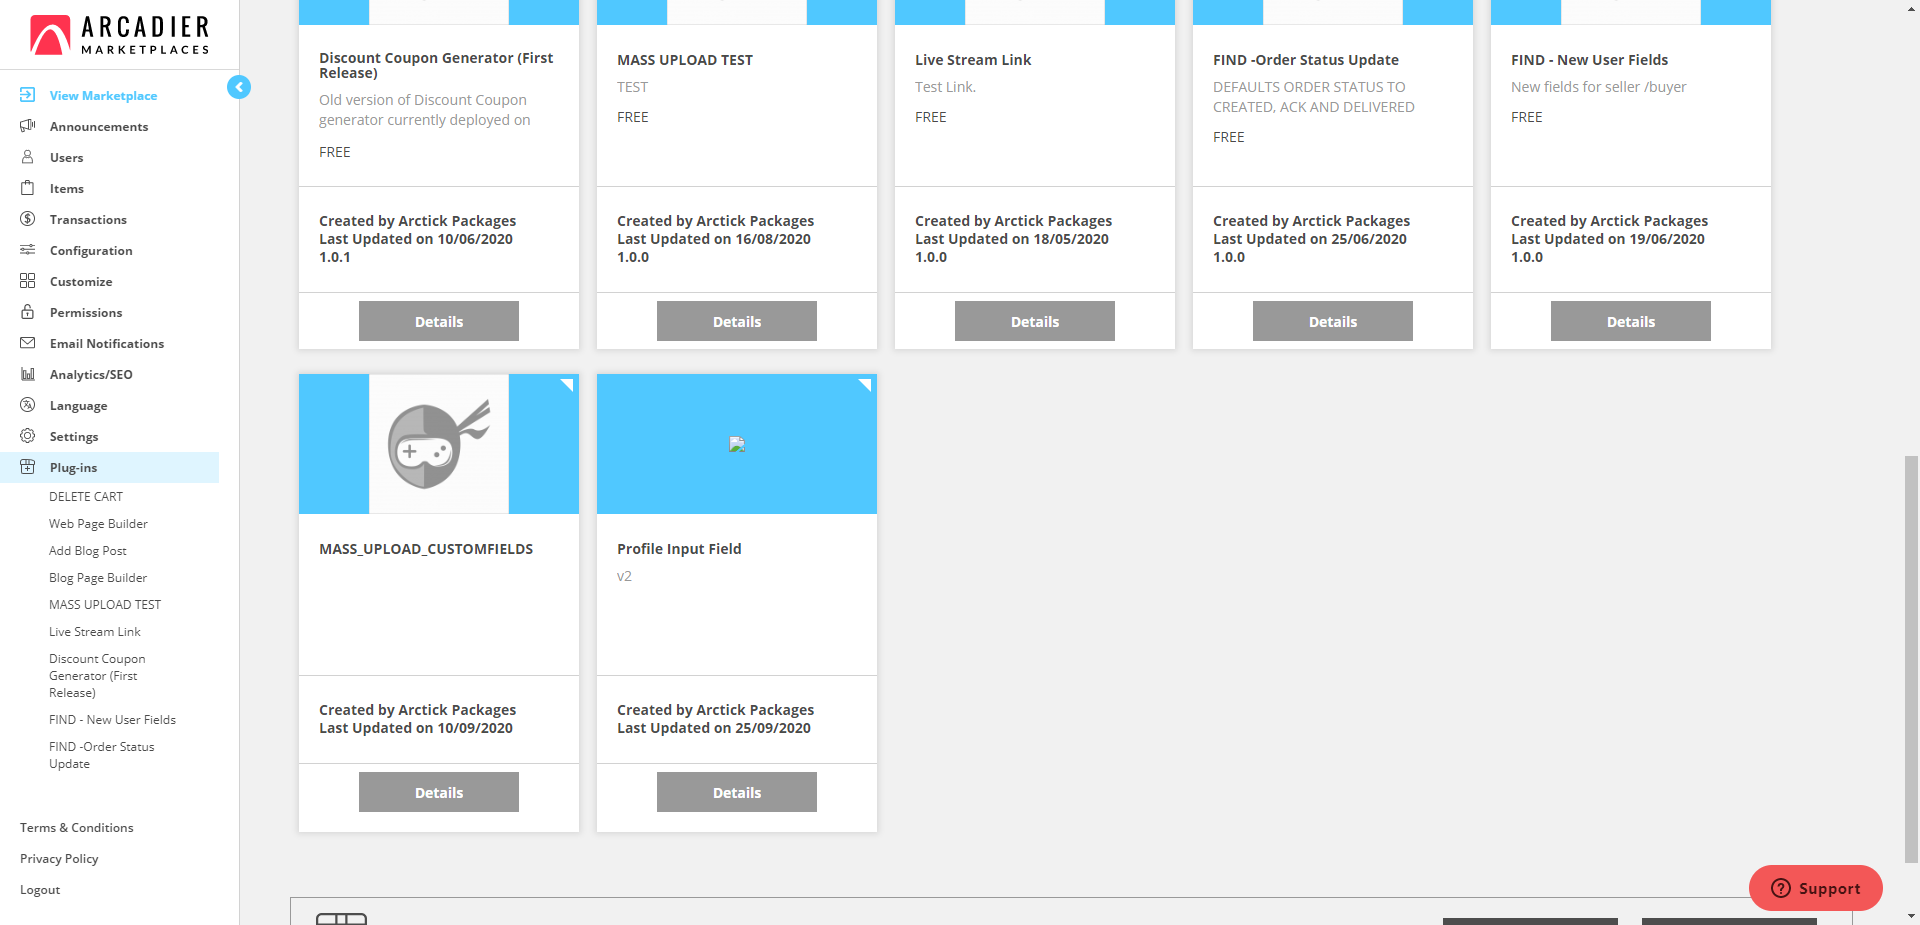 ARCADIER
MARKETPLACES
View Marketplace
Announcements
Users
Items
Transactions
Configuration
Customize
Permissions
Email Notifications
Analytics/SEO
Language
Settings
Plug-ins
DELETE CART
Web Page Builder
Add Blog Post
Blog Page Builder
MASS UPLOAD TEST
Live Stream Link
Discount Coupon
Generator (First
Release)
FIND - New User Fields
FIND -Order Status
Update
Terms & Conditions
Privacy Policy
Logout
Discount Coupon Generator (First
Release)
Old version of Discount Coupon
generator currently deployed on
FREE
Created by Arctick Packages
Last Updated on 10/06/2020
1.0.1
Details
MASS UPLOAD TEST
TEST
FREE
Created by Arctick Packages
Last Updated on 16/08/2020
1.0.0
Details
Live Stream Link
Test Link.
FREE
Created by Arctick Packages
Last Updated on 18/05/2020
1.0.0
Details
FIND -Order Status Update
DEFAULTS ORDER STATUS TO
CREATED, ACK AND DELIVERED
FREE
Created by Arctick Packages
Last Updated on 25/06/2020
1.0.0
Details
FIND - New User Fields
New fields for seller /buyer
FREE
Created by Arctick Packages
Last Updated on 19/06/2020
1.0.0
Details
MASS_UPLOAD_CUSTOMFIELDS
Created by Arctick Packages
Last Updated on 10/09/2020
Details
Profile Input Field
v2
Created by Arctick Packages
Last Updated on 25/09/2020
Details
Support